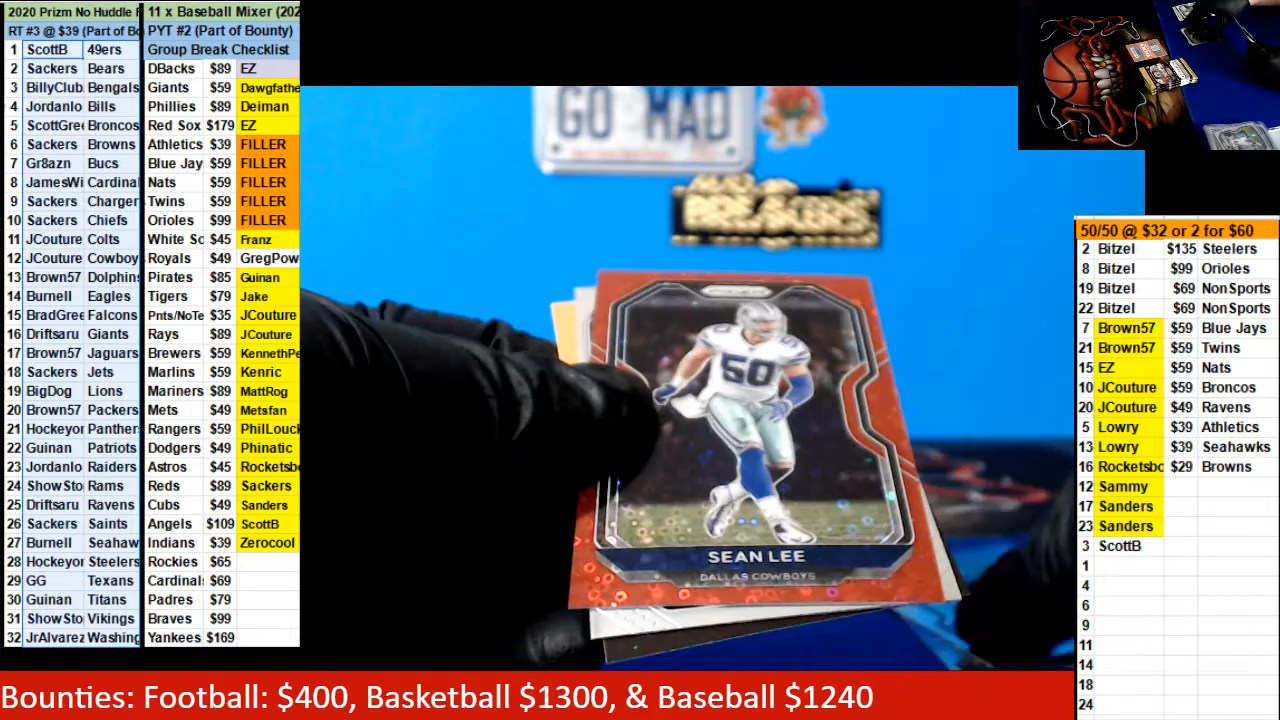 2020 Prizm No Huddle F
RT #3 @ $39 (Part of Bo
1 ScottB 49ers
2 Sackers Bears
3 BillyClub Bengals
4 Jordanlo Bills
5 ScottGree Broncos
6 Sackers Browns
7 Gr8azn Bucs
8 JamesWi Cardinal
9 Sackers Charger
10 Sackers Chiefs
11 JCouture Colts
12 JCouture Cowboy
13 Brown57 Dolphins
14 Burnell Eagles
15 BradGree Falcons
16 Driftsaru Giants
17 Brown57 Jaguars
18 Sackers Jets
19 BigDog Lions
20 Brown57 Packers
21 Hockeyor Panther
22 Guinan Patriots
23 Jordanlo Raiders
24 ShowSto Rams
25 Driftsaru Ravens
26 Sackers Saints
27 Burnell Seahaw
28 Hockeyor Steelers
29 GG Texans
30 Guinan Titans
31 ShowSto Vikings
32 JrAlvarez Washing
11 x Baseball Mixer (202
PYT #2 (Part of Bounty)
Group Break Checklist
DBacks $89 EZ
Giants $59 Dawgfathe
Phillies $89 Deiman
Red Sox $179 EZ
Athletics $39 FILLER
Blue Jay $59 FILLER
Nats $59 FILLER
Twins $59 FILLER
Orioles $99 FILLER
White So $45 Franz
Royals $49 GregPow
Pirates $85 Guinan
Tigers $79 Jake
Pnts/NoTe $35 JCouture
Rays $89 JCouture
Brewers $59 KennethPe
Marlins $59 Kenric
Mariners $89 MattRog
Mets $49 Metsfan
Rangers $59 PhilLouck
Dodgers $49 Phinatic
Astros $45 Rocketsbo
Reds $89 Sackers
Cubs $49 Sanders
Angels $109 ScottB
Indians $39 Zerocool
Rockies $65
Cardinals $69
Padres $79
Braves $99
Yankees $169
GO MAD
BREAKERS
PRIZM
50
50
SEAN LEE
DALLAS COWBOYS
50/50 @ $32 or 2 for $60
2 Bitzel $135 Steelers
8 Bitzel $99 Orioles
19 Bitzel $69 NonSports
22 Bitzel $69 NonSports
7 Brown57 $59 Blue Jays
21 Brown57 $59 Twins
15 EZ $59 Nats
10 JCouture $59 Broncos
20 JCouture $49 Ravens
5 Lowry $39 Athletics
13 Lowry $39 Seahawks
16 Rocketsbo $29 Browns
12 Sammy
17 Sanders
23 Sanders
3 ScottB
1
4
6
9
11
14
18
24
Bounties: Football: $400, Basketball $1300, & Baseball $1240